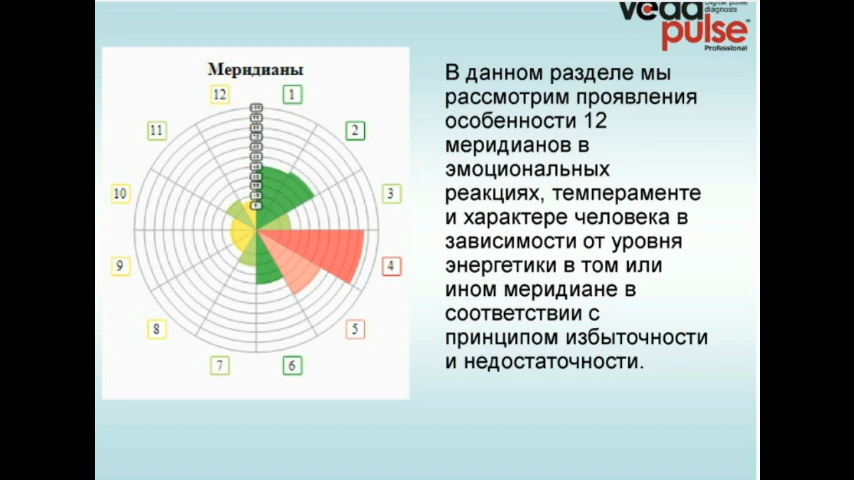 veda
pulse™
Digital pulse
diagnosis
Professional
Меридианы
12
1
11
2
10
3
9
4
8
5
7
6
В данном разделе мы
рассмотрим проявления
особенности 12
меридианов в
эмоциональных
реакциях, темпераменте
и характере человека в
зависимости от уровня
энергетики в том или
ином меридиане в
соответствии с
принципом избыточности
и недостаточности.